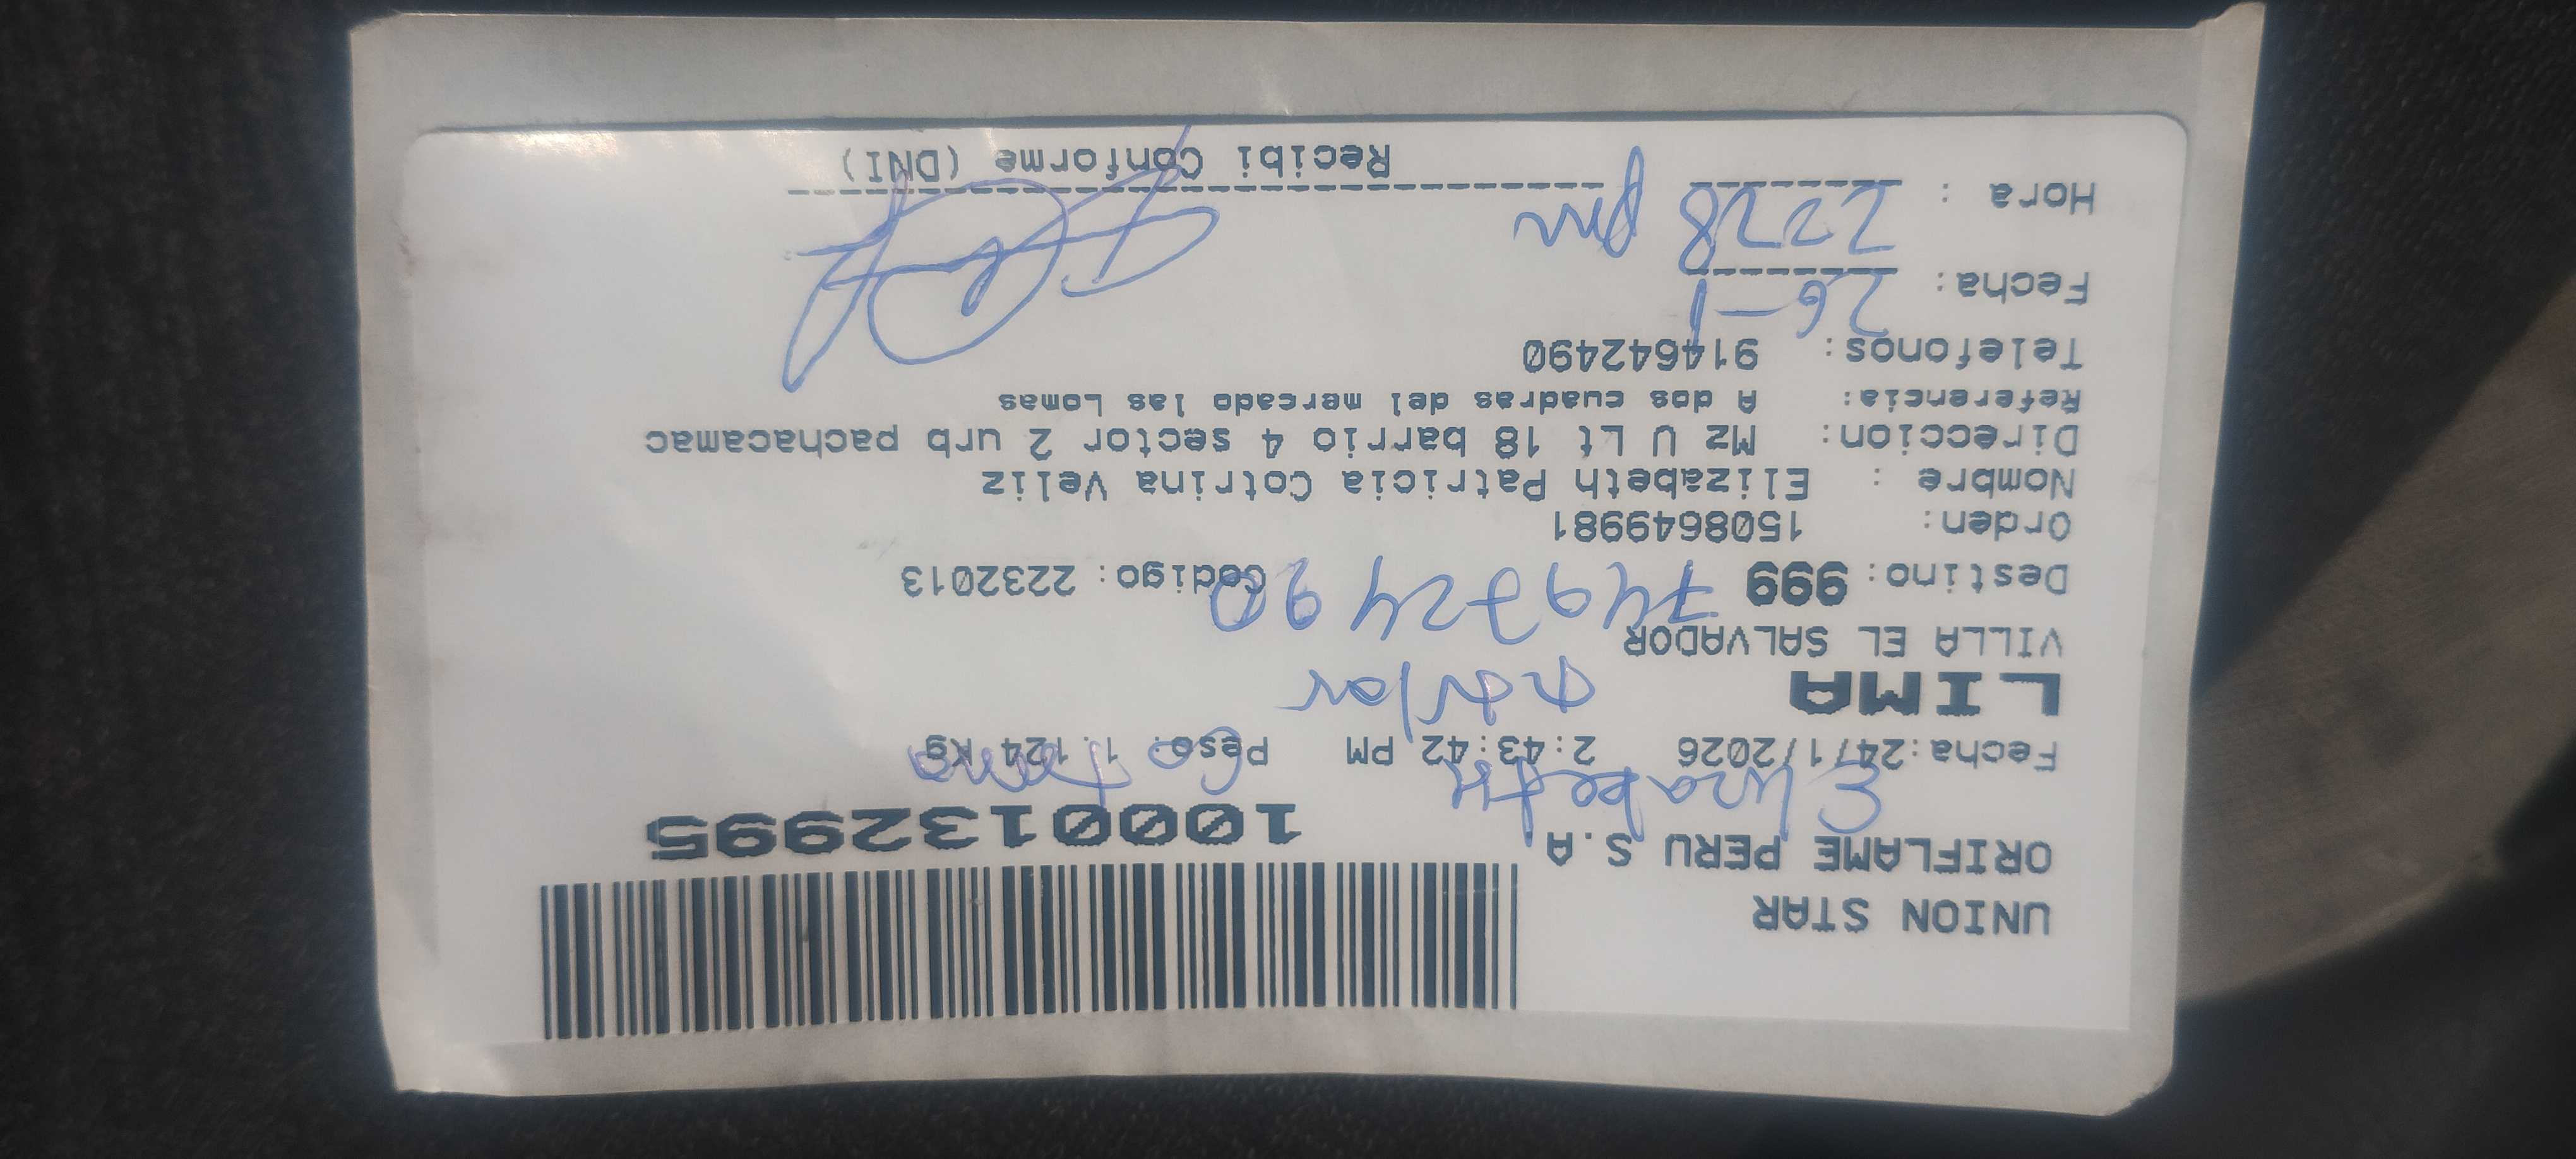 UNION STAR
ORIFLAME PERU S.A.
1000132995
Elizabeth Cotrina
Fecha:24/1/2026 2:43:42 PM Peso: 1.124 Kg
LIMA
VILLA EL SALVADOR
Destino: 999 Codigo: 2232013
Orden: 1508649981
Nombre : Elizabeth Patricia Cotrina Veliz
Direccion: Mz U Lt 18 barrio 4 sector 2 urb pachacamac
Referencia: A dos cuadras del mercado las Lomas
Telefonos: 914642490
Fecha: 26-1
Hora : 2228 pm
Recibi Conforme (DNI)